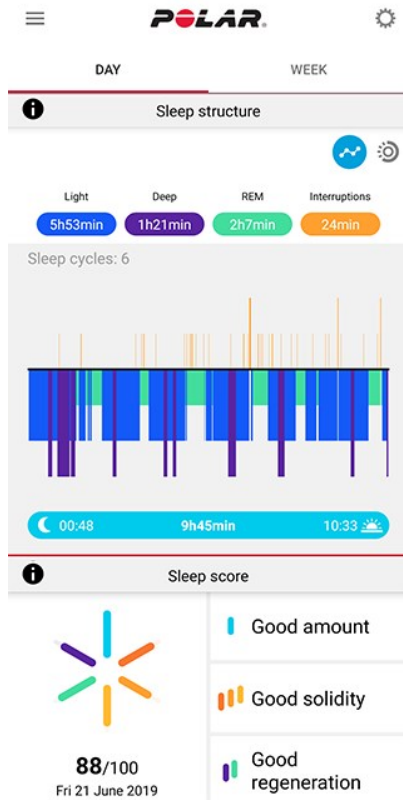 POLAR.
DAY
WEEK
Sleep structure
Light
Deep
REM
Interruptions
5h53min
1h21min
2h7min
24min
Sleep cycles: 6
00:48
9h45min
10:33
Sleep score
Good amount
Good solidity
Good
regeneration
88/100
Fri 21 June 2019